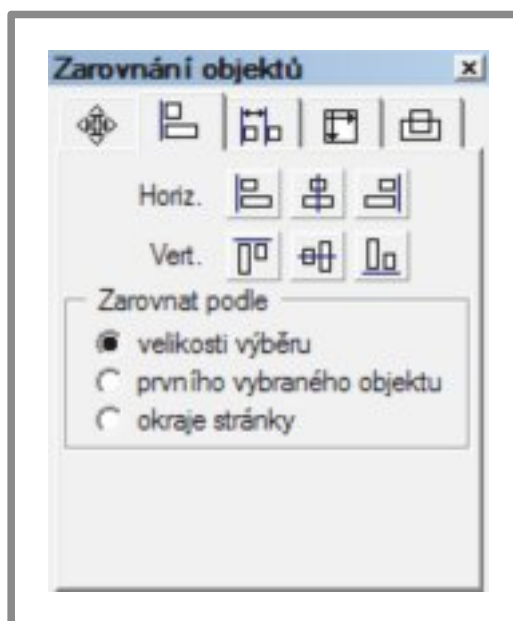 Zarovnání objektů
Horiz.
Vert.
Zarovnat podle
velikosti výběru
prvního vybraného objektu
okraje stránky